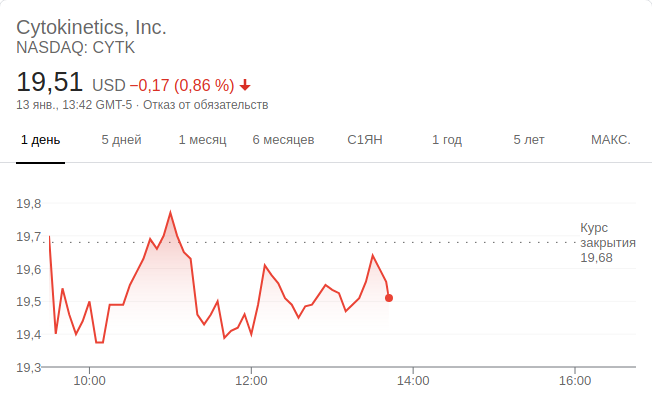 Cytokinetics, Inc.
NASDAQ: CYTK
19,51 USD −0,17 (0,86 %)
13 янв., 13:42 GMT-5 · Отказ от обязательств
1 день 5 дней 1 месяц 6 месяцев С1ЯН 1 год 5 лет МАКС.
19,8
19,7
19,6
19,5
19,4
19,3
Курс
закрытия
19,68
10:00 12:00 14:00 16:00